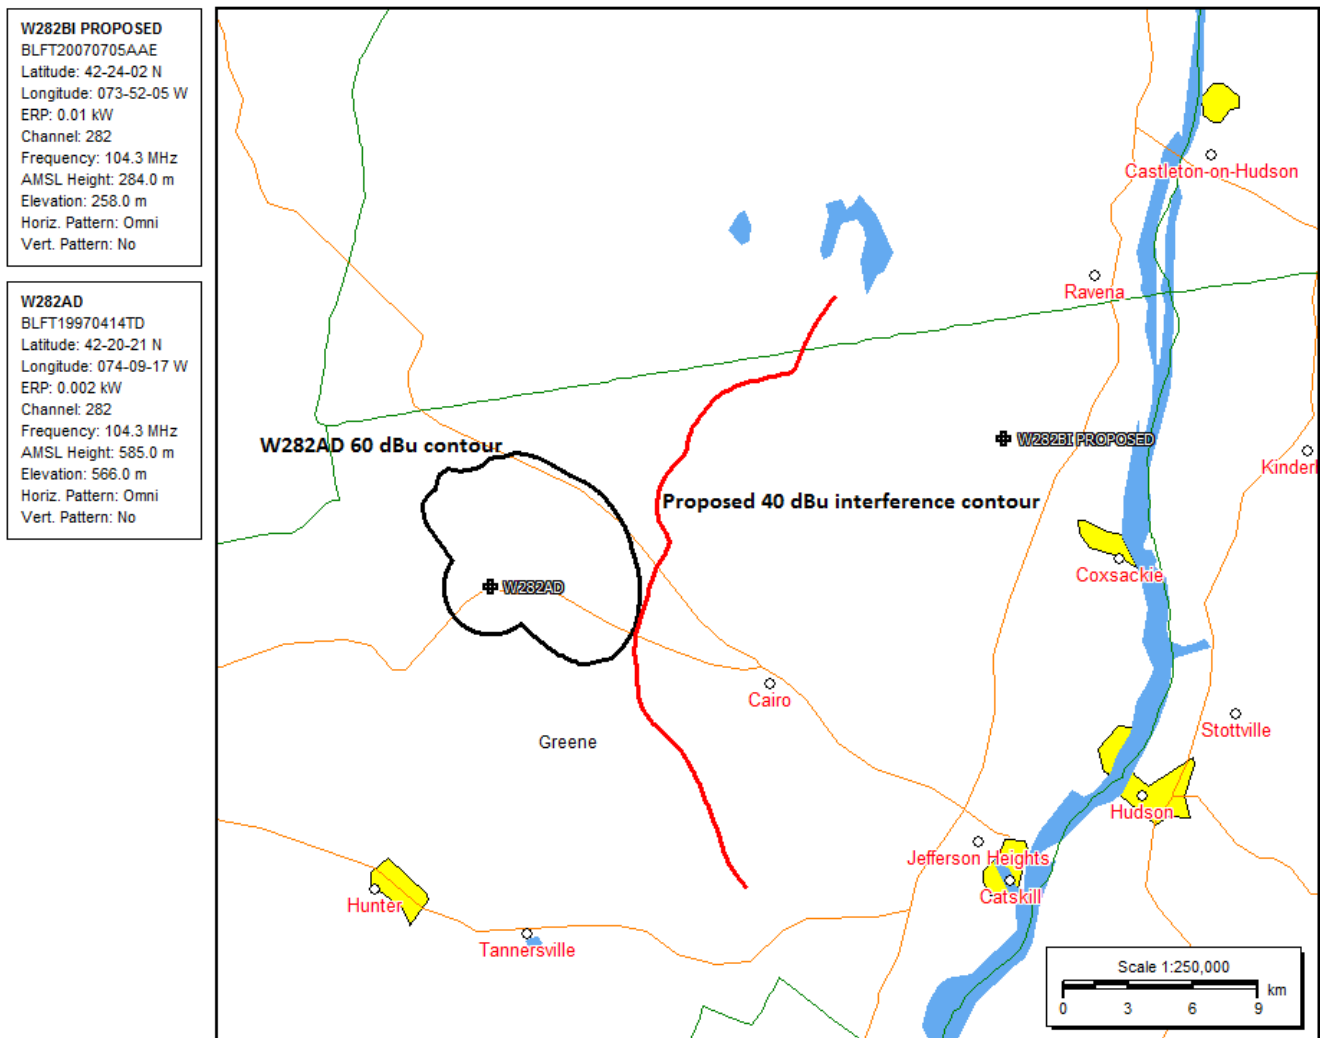 W282BI PROPOSED
BLFT20070705AAE
Latitude: 42-24-02 N
Longitude: 073-52-05 W
ERP: 0.01 kW
Channel: 282
Frequency: 104.3 MHz
AMSL Height: 284.0 m
Elevation: 258.0 m
Horiz. Pattern: Omni
Vert. Pattern: No
W282AD
BLFT19970414TD
Latitude: 42-20-21 N
Longitude: 074-09-17 W
ERP: 0.002 kW
Channel: 282
Frequency: 104.3 MHz
AMSL Height: 585.0 m
Elevation: 566.0 m
Horiz. Pattern: Omni
Vert. Pattern: No
Castleton-on-Hudson
Ravena
W282AD 60 dBu contour
W282BI PROPOSED
Kinderl
Proposed 40 dBu interference contour
Coxsackie
W282AD
Cairo
Stottville
Greene
Hudson
Jefferson Heights
Catskill
Hunter
Tannersville
Scale 1:250,000
km
0 3 6 9